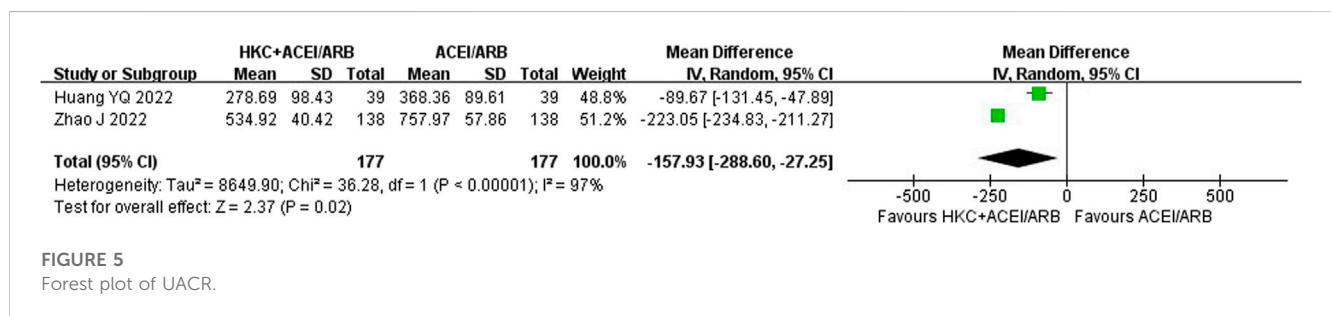 HKC+ACEI/ARB ACEI/ARB Mean Difference Mean Difference
Study or Subgroup Mean SD Total Mean SD Total Weight IV, Random, 95% CI IV, Random, 95% CI
Huang YQ 2022 278.69 98.43 39 368.36 89.61 39 48.8% -89.67 [-131.45, -47.89]
Zhao J 2022 534.92 40.42 138 757.97 57.86 138 51.2% -223.05 [-234.83, -211.27]
Total (95% CI) 177 177 100.0% -157.93 [-288.60, -27.25]
Heterogeneity: Tau² = 8649.90; Chi² = 36.28, df = 1 (P < 0.00001); I² = 97%
Test for overall effect: Z = 2.37 (P = 0.02)
-500 -250 0 250 500
Favours HKC+ACEI/ARB Favours ACEI/ARB
FIGURE 5
Forest plot of UACR.